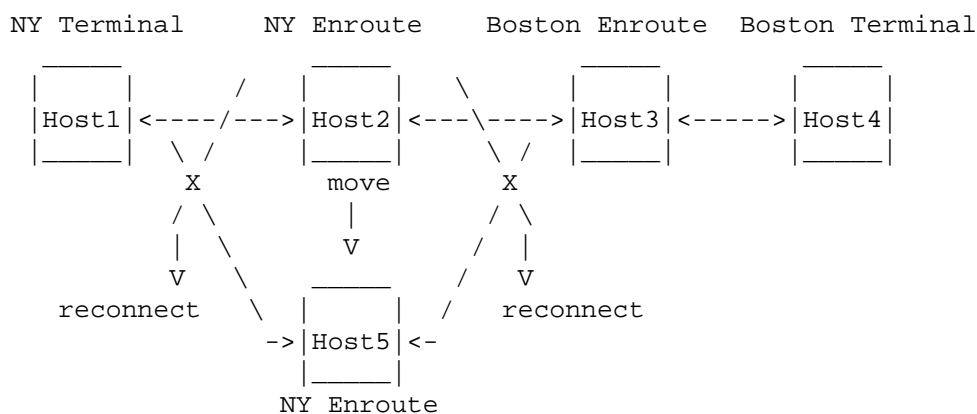 NY Terminal NY Enroute Boston Enroute Boston Terminal
Host1 Host2 Host3 Host4
X move X
V
V V
reconnect reconnect
Host5
NY Enroute